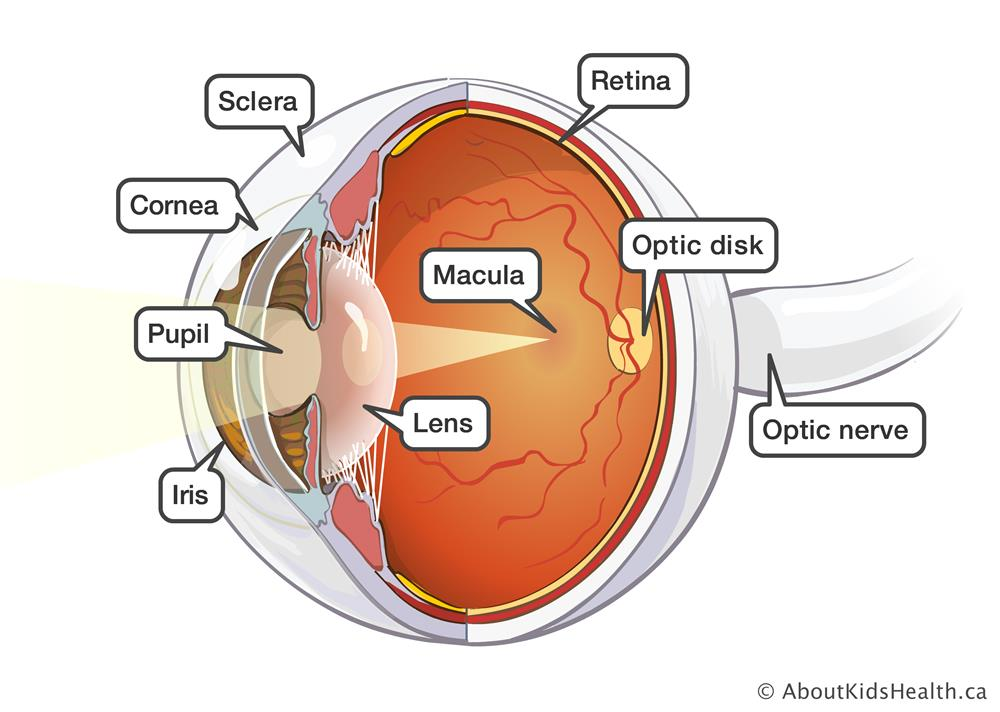 Retina
Sclera
Cornea
Optic disk
Macula
Pupil
Lens
Optic nerve
Iris
© AboutKidsHealth.ca